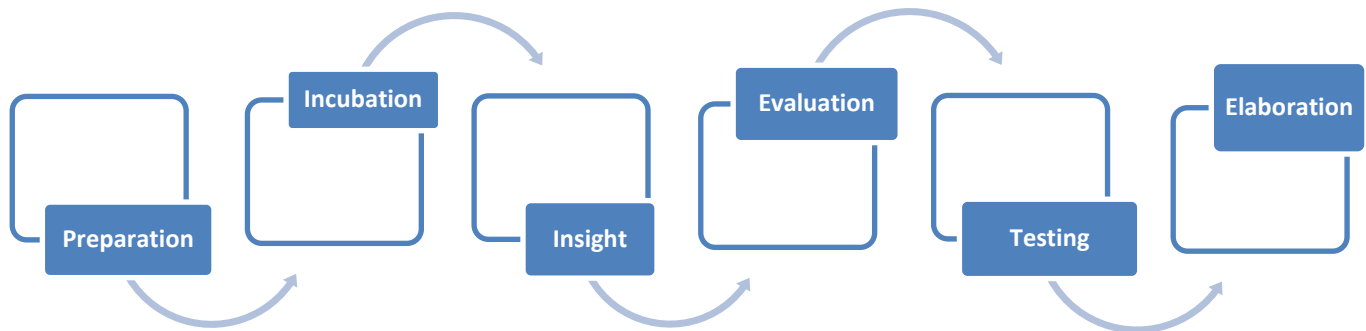 Preparation
Incubation
Insight
Evaluation
Testing
Elaboration